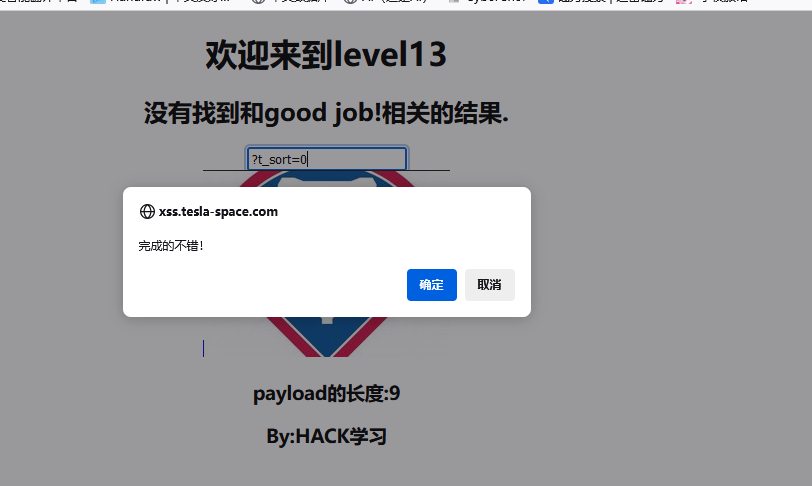 欢迎来到level13
没有找到和good job!相关的结果.
?t_sort=0
xss.tesla-space.com
完成的不错！
确定
取消
payload的长度:9
By:HACK学习